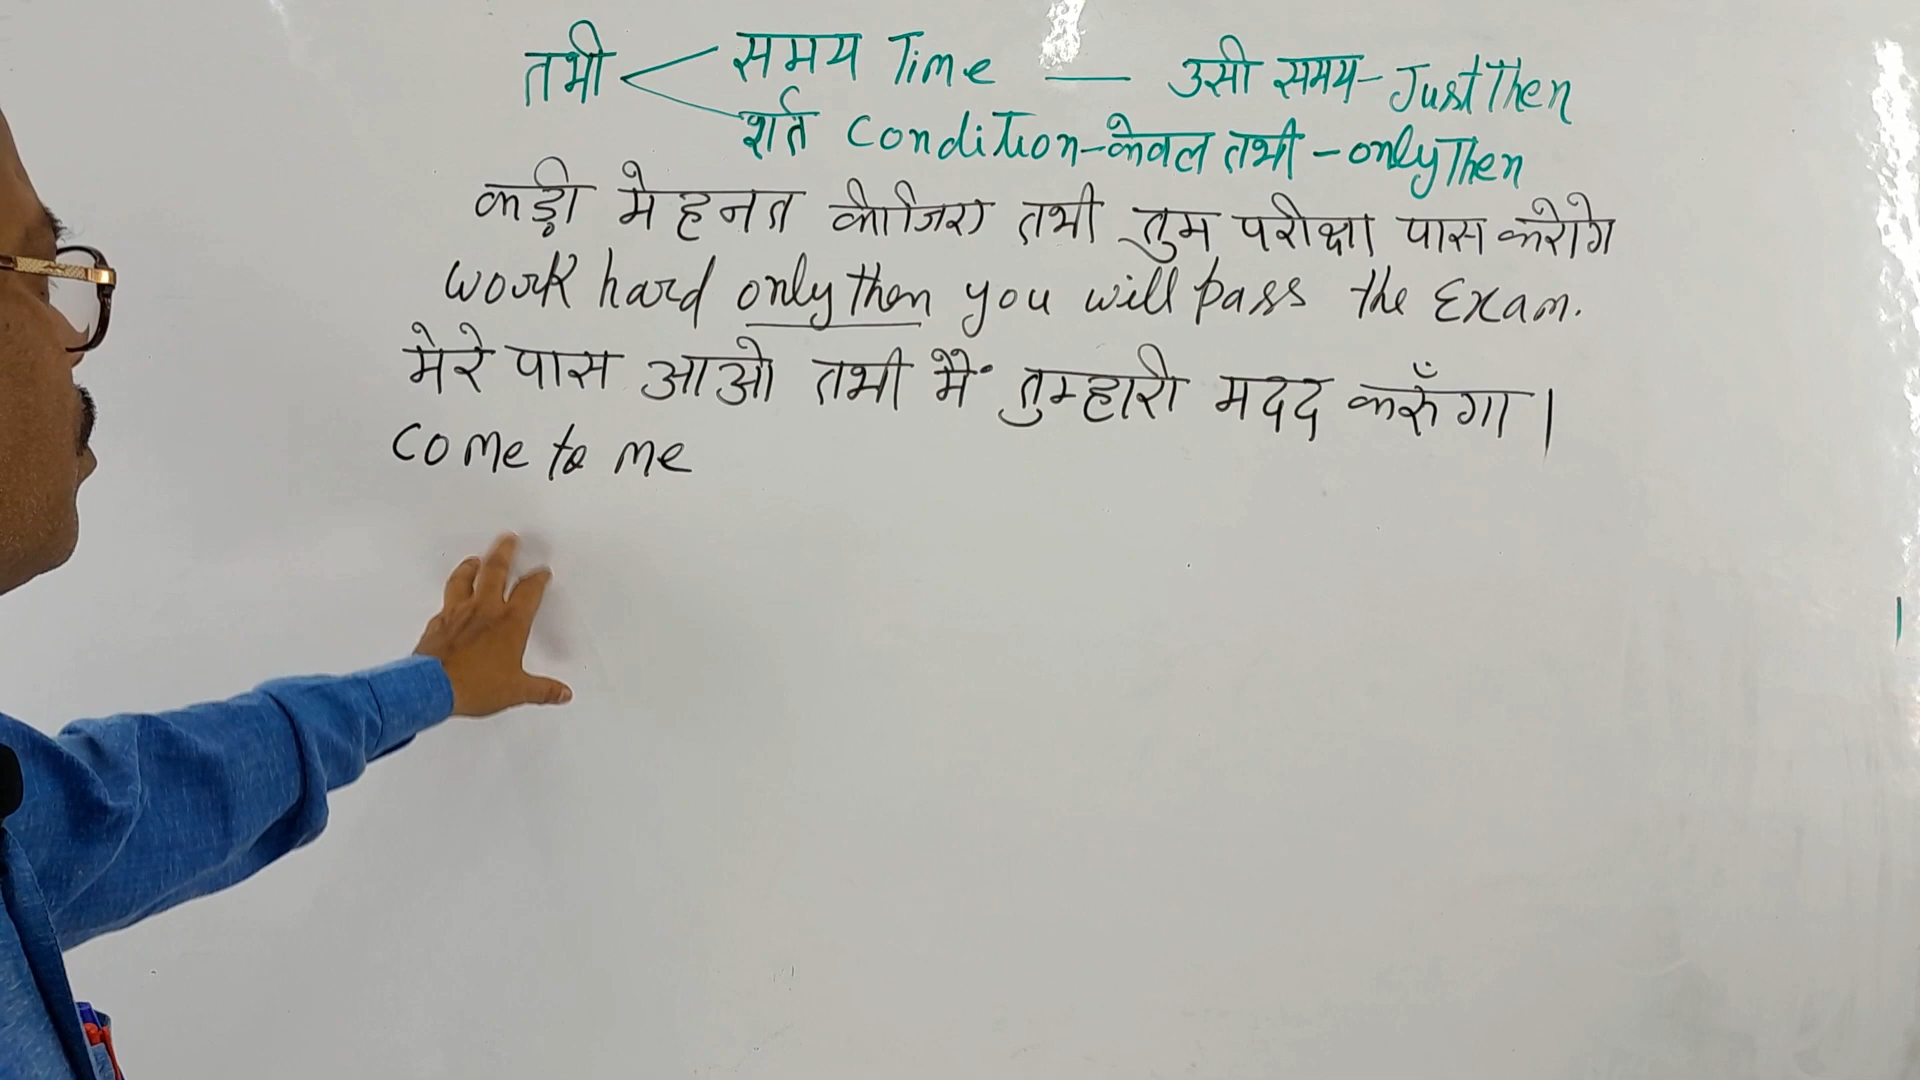 तभी < समय Time — उसी समय - Just Then
शर्त Condition - केवल तभी - only Then
कड़ी मेहनत कीजिए तभी तुम परीक्षा पास करोगे
work hard only then you will pass the Exam.
मेरे पास आओ तभी मैं तुम्हारी मदद करूँगा।
come to me